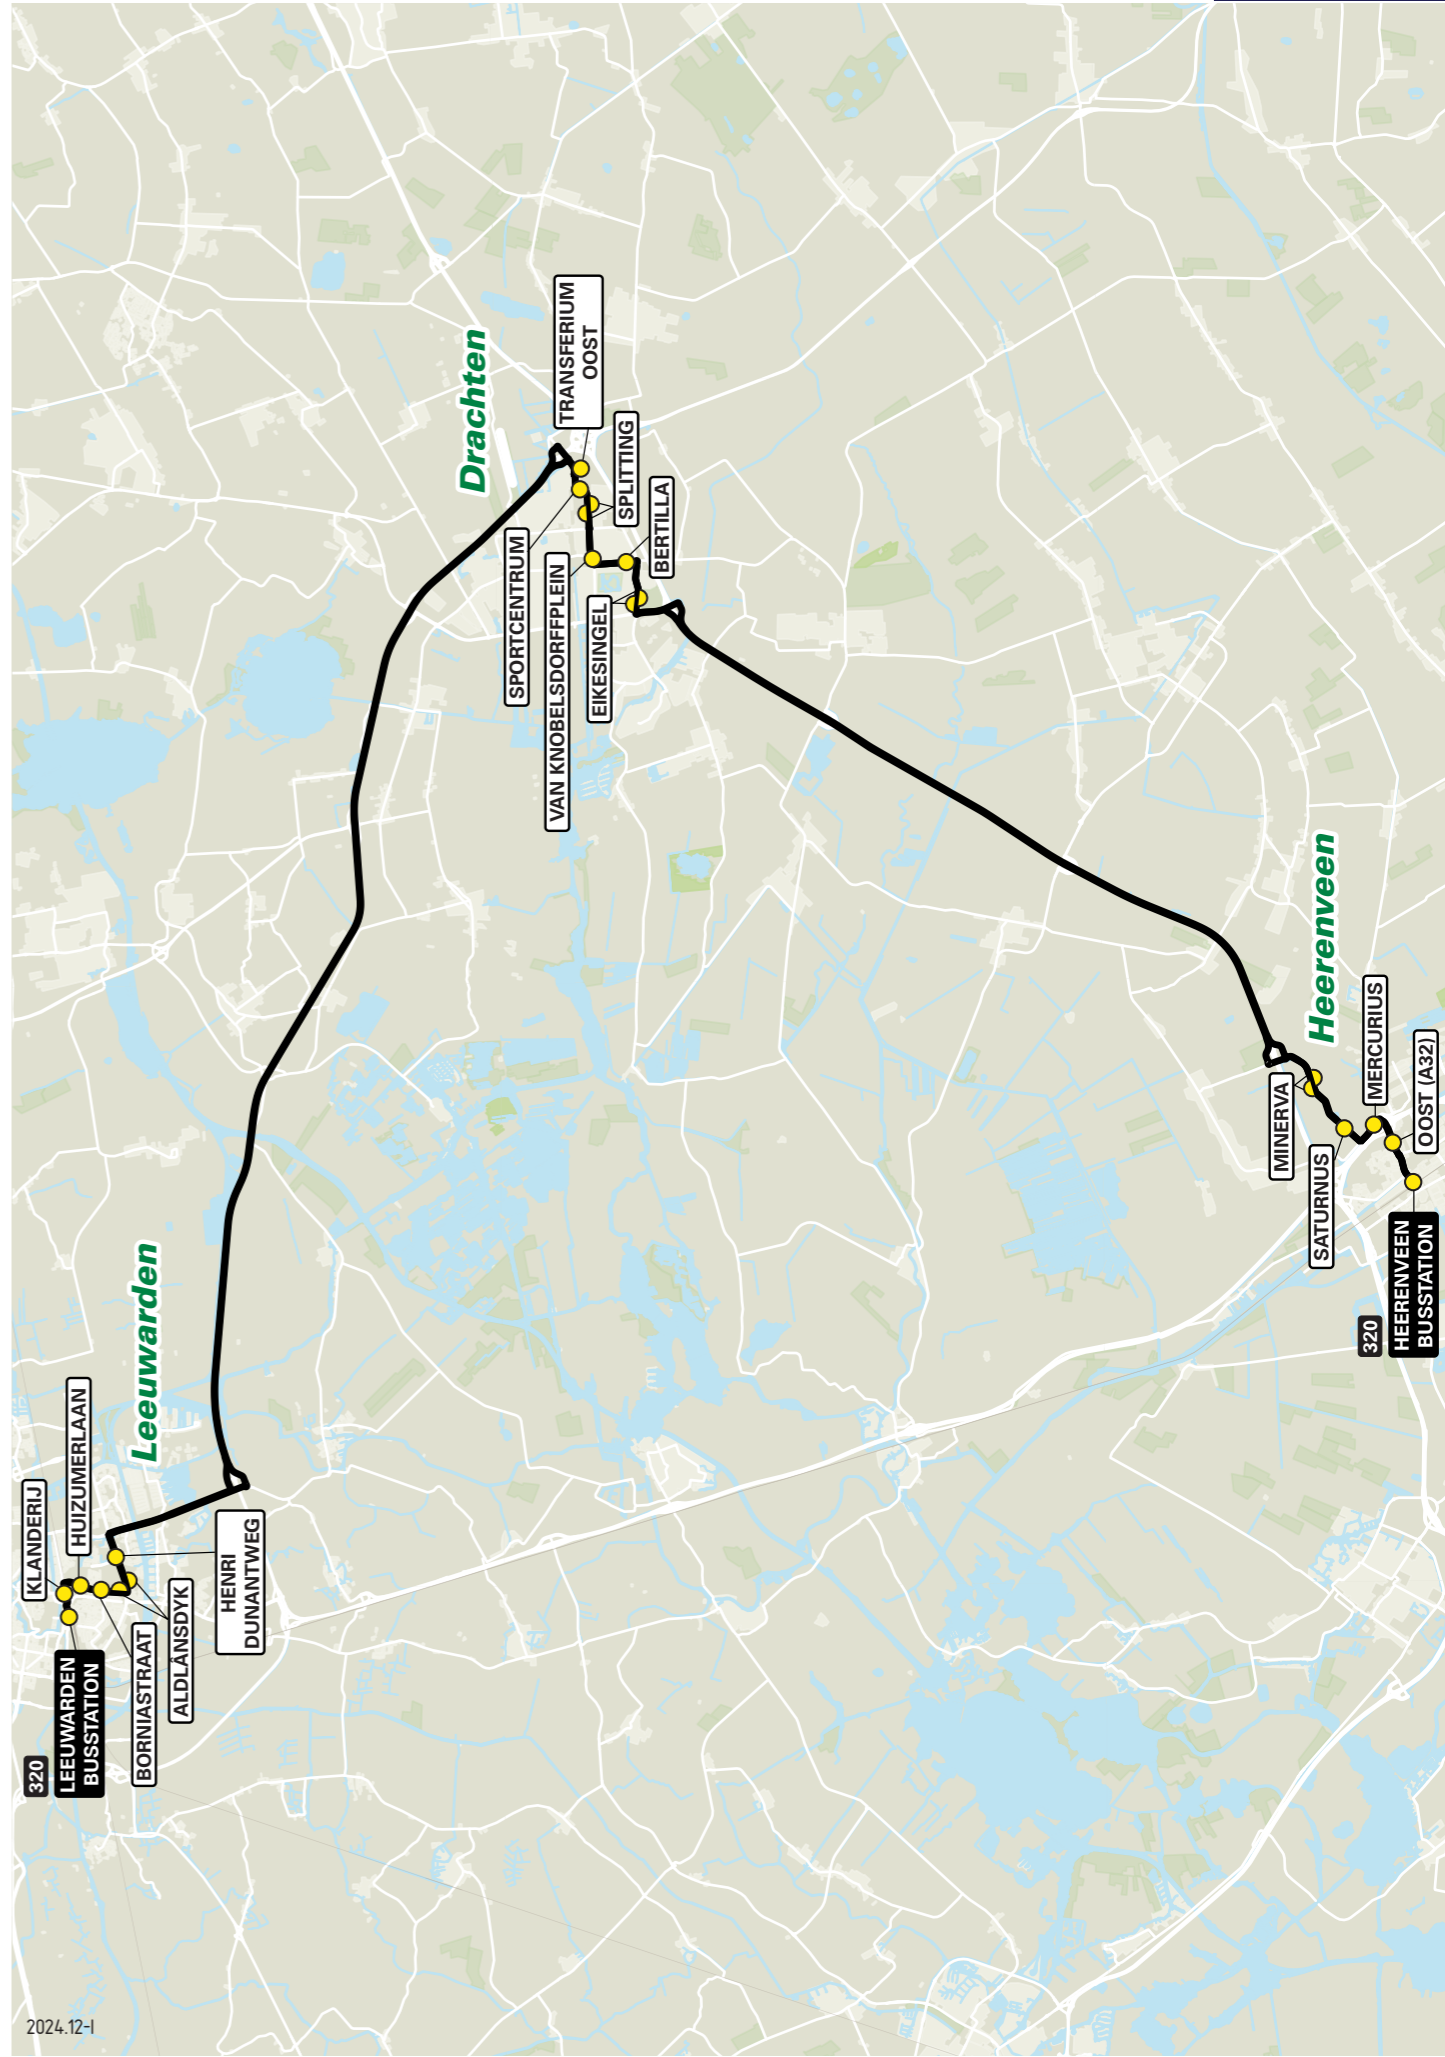 320
LEEUWARDEN
BUSSTATION
KLANDERIJ
HUIZUMERLAAN
BORNIASTRAAT
ALDLÂNSDYK
HENRI
DUNANTWEG
Leeuwarden
Drachten
TRANSFERIUM
OOST
SPORTCENTRUM
SPLITTING
VAN KNOBELSDORFFPLEIN
BERTILLA
EIKESINGEL
Heerenveen
MINERVA
SATURNUS
MERCURIUS
OOST (A32)
320
HEERENVEEN
BUSSTATION
2024.12-I